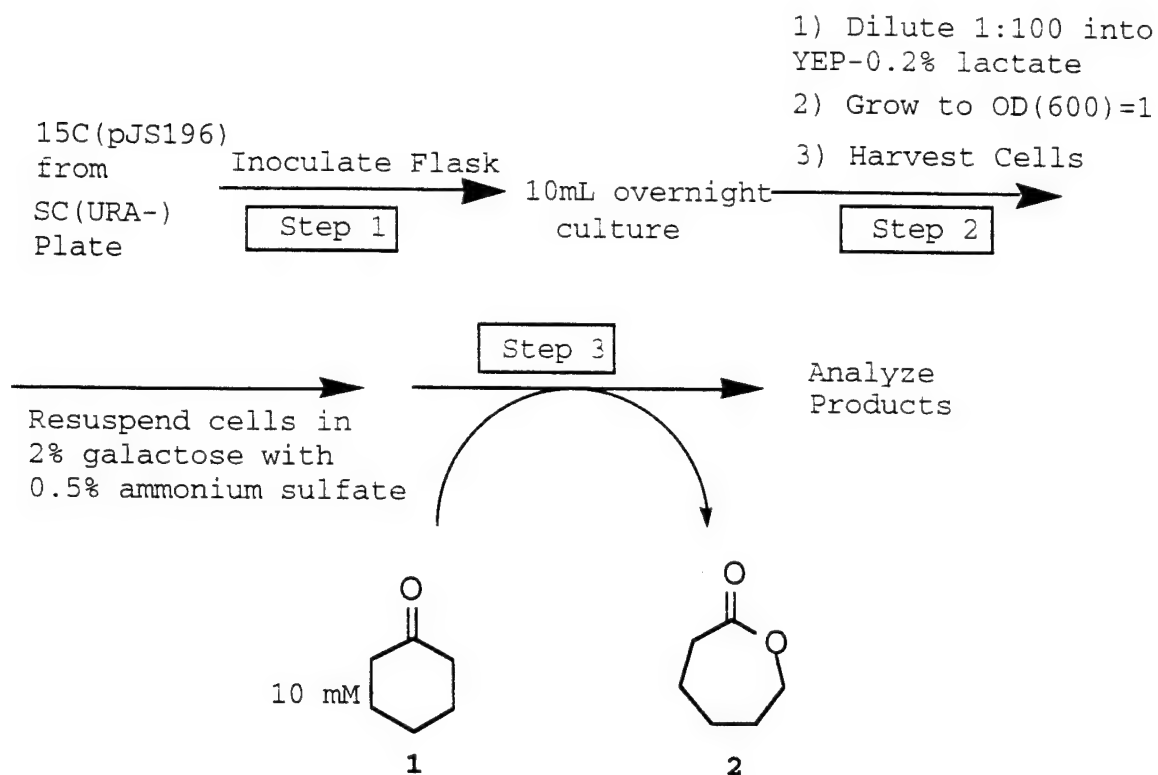 1) Dilute 1:100 into
YEP-0.2% lactate
2) Grow to OD(600)=1
3) Harvest Cells
15C(pJS196)
from
SC(URA-)
Plate
Inoculate Flask
Step 1
10mL overnight
culture
Step 2
Step 3
Resuspend cells in
2% galactose with
0.5% ammonium sulfate
Analyze
Products
O
10 mM
1
O
O
2